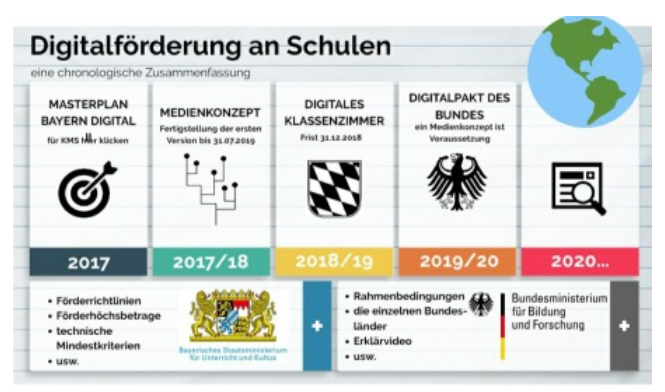 Digitalförderung an Schulen
eine chronologische Zusammenfassung
MASTERPLAN
BAYERN DIGITAL II
für KMS hier klicken
MEDIENKONZEPT
Fertigstellung der ersten
Version bis 31.07.2019
DIGITALES
KLASSENZIMMER
Frist 31.12.2018
DIGITALPAKT DES
BUNDES
ein Medienkonzept ist
Voraussetzung
2017
2017/18
2018/19
2019/20
2020...
• Förderrichtlinien
• Förderhöchsbetrage
• technische
Mindestkriterien
• usw.
Bayerisches Staatsministerium
für Unterricht und Kultus
+
• Rahmenbedingungen
• die einzelnen Bundes-
länder
• Erklärvideo
• usw.
Bundesministerium
für Bildung
und Forschung
+